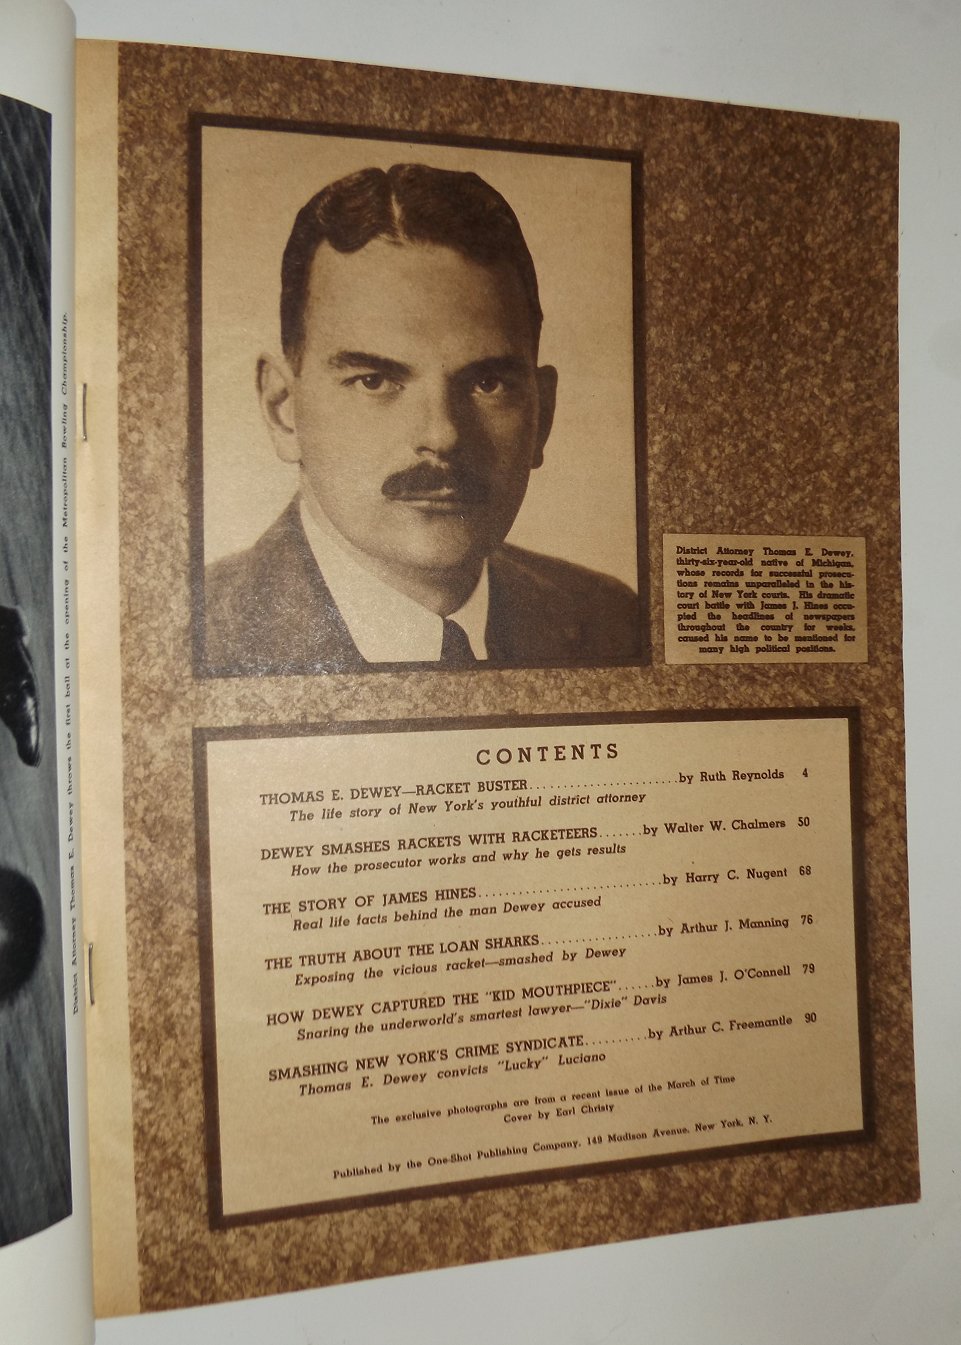 District Attorney Thomas E. Dewey throws the first ball at the opening of the Metropolitan Bowling Championship.
District Attorney Thomas E. Dewey,
thirty-six-year-old native of Michigan,
whose records for successful prosecu-
tions remains unparalleled in the his-
tory of New York courts. His dramatic
court battle with James J. Hines occu-
pied the headlines of newspapers
throughout the country for weeks,
caused his name to be mentioned for
many high political positions.
CONTENTS
THOMAS E. DEWEY—RACKET BUSTER.....................by Ruth Reynolds 4
The life story of New York's youthful district attorney
DEWEY SMASHES RACKETS WITH RACKETEERS.......by Walter W. Chalmers 50
How the prosecutor works and why he gets results
THE STORY OF JAMES HINES..........................by Harry C. Nugent 68
Real life facts behind the man Dewey accused
THE TRUTH ABOUT THE LOAN SHARKS.................by Arthur J. Manning 76
Exposing the vicious racket—smashed by Dewey
HOW DEWEY CAPTURED THE "KID MOUTHPIECE"......by James J. O'Connell 79
Snaring the underworld's smartest lawyer—"Dixie" Davis
SMASHING NEW YORK'S CRIME SYNDICATE..........by Arthur C. Freemantle 90
Thomas E. Dewey convicts "Lucky" Luciano
The exclusive photographs are from a recent issue of the March of Time
Cover by Earl Christy
Published by the One-Shot Publishing Company, 149 Madison Avenue, New York, N. Y.